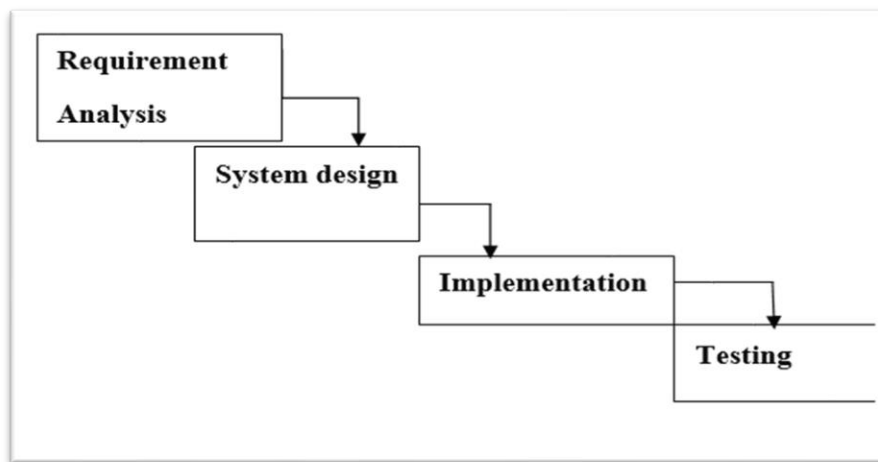 Requirement
Analysis
System design
Implementation
Testing